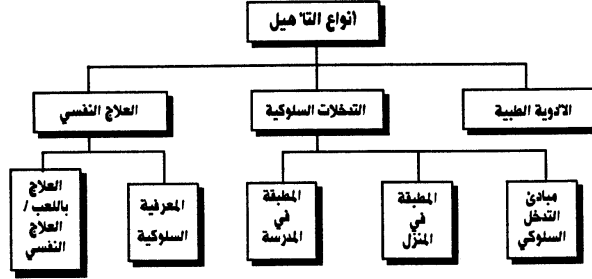 أنواع التأهيل
الأدوية الطبية
التدخلات السلوكية
العلاج النفسي
مبادئ
التدخل
السلوكي
المطبقة
في
المنزل
المطبقة
في
المدرسة
المعرفية
السلوكية
العلاج
باللعب /
العلاج
النفسي